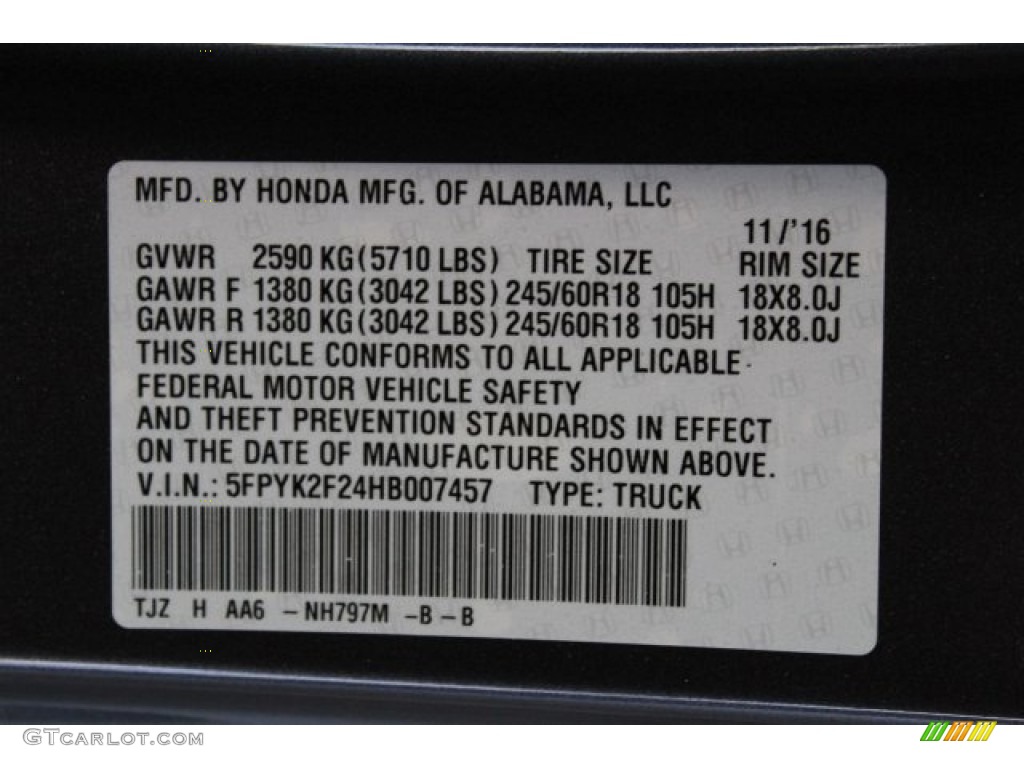 MFD. BY HONDA MFG. OF ALABAMA, LLC
11/'16
GVWR 2590 KG(5710 LBS) TIRE SIZE RIM SIZE
GAWR F 1380 KG(3042 LBS) 245/60R18 105H 18X8.0J
GAWR R 1380 KG(3042 LBS) 245/60R18 105H 18X8.0J
THIS VEHICLE CONFORMS TO ALL APPLICABLE
FEDERAL MOTOR VEHICLE SAFETY
AND THEFT PREVENTION STANDARDS IN EFFECT
ON THE DATE OF MANUFACTURE SHOWN ABOVE.
V.I.N.: 5FPYK2F24HB007457 TYPE: TRUCK
TJZ H AA6 -NH797M -B-B
GTcarlot.com